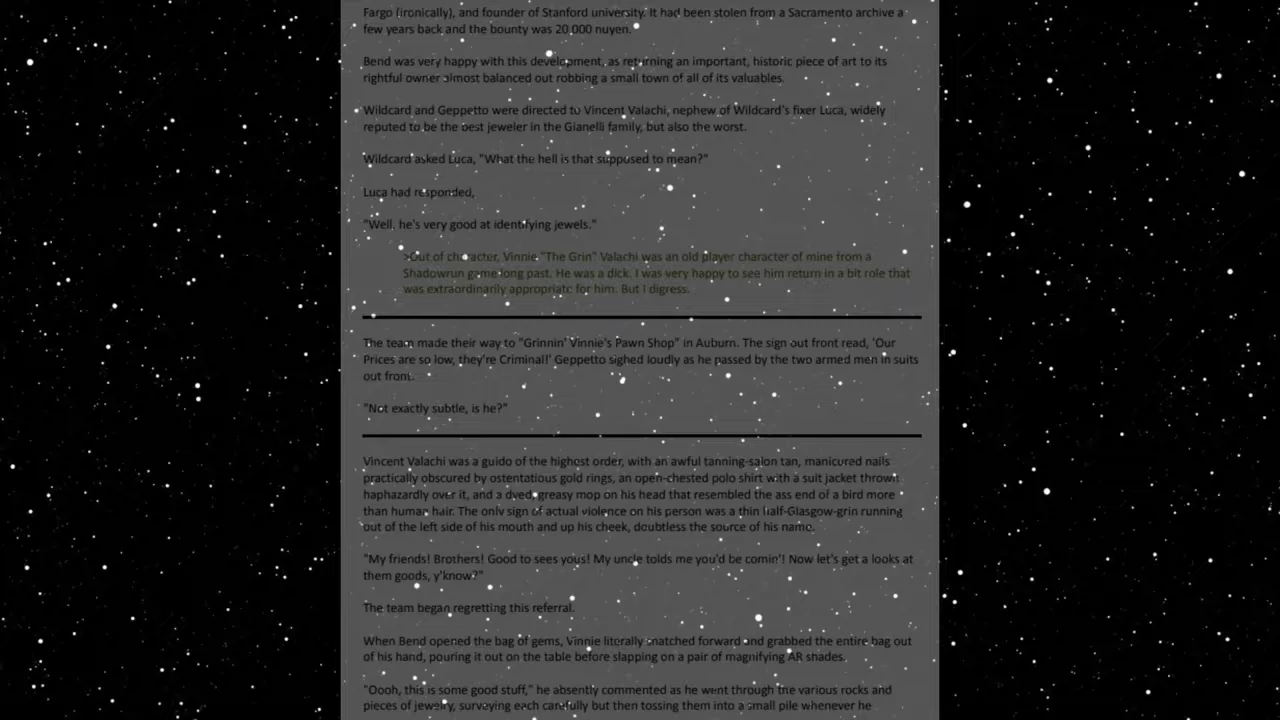 Fargo (ironically), and founder of Stanford university. It had been stolen from a Sacramento archive a
few years back and the bounty was 20,000 nuyen.
Bend was very happy with this development, as returning an important, historic piece of art to its
rightful owner almost balanced out robbing a small town of all of its valuables.
Wildcard and Geppetto were directed to Vincent Valachi, nephew of Wildcard's fixer Luca, widely
reputed to be the best jeweler in the Gianelli family, but also the worst.
Wildcard asked Luca, "What the hell is that supposed to mean?"
Luca had responded,
"Well, he's very good at identifying jewels."
>Out of character, Vinnie "The Grin" Valachi was an old player character of mine from a
Shadowrun game long past. He was a dick. I was very happy to see him return in a bit role that
was extraordinarily appropriate for him. But I digress.
The team made their way to "Grinnin' Vinnie's Pawn Shop" in Auburn. The sign out front read, 'Our
Prices are so low, they're Criminal!' Geppetto sighed loudly as he passed by the two armed men in suits
out front.
"Not exactly subtle, is he?"
Vincent Valachi was a guido of the highest order, with an awful tanning-salon tan, manicured nails
practically obscured by ostentatious gold rings, an open-chested polo shirt with a suit jacket thrown
haphazardly over it, and a dyed, greasy mop on his head that resembled the ass end of a bird more
than human hair. The only sign of actual violence on his person was a thin half-Glasgow-grin running
out of the left side of his mouth and up his cheek, doubtless the source of his name.
"My friends! Brothers! Good to sees yous! My uncle tolds me you'd be comin'! Now let's get a looks at
them goods, y'know?"
The team began regretting this referral.
When Bend opened the bag of gems, Vinnie literally snatched forward and grabbed the entire bag out
of his hand, pouring it out on the table before slapping on a pair of magnifying AR shades.
"Oooh, this is some good stuff," he absently commented as he went through the various rocks and
pieces of jewelry, surveying each carefully but then tossing them into a small pile whenever he